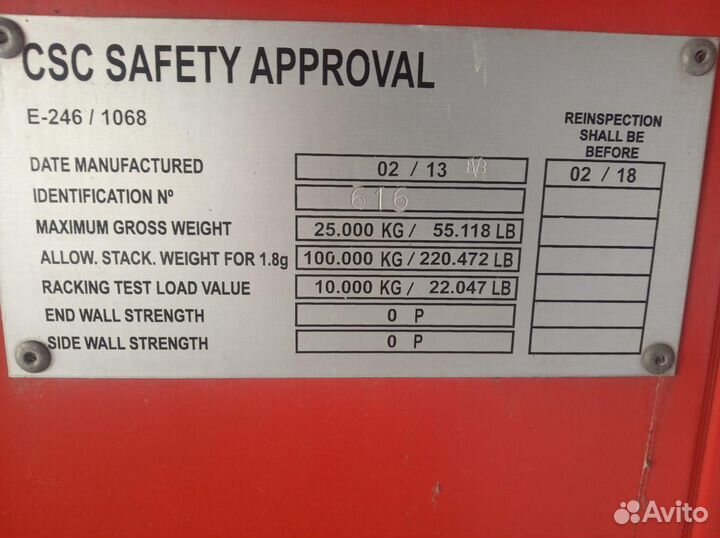 CSC SAFETY APPROVAL
E-246 / 1068
REINSPECTION
SHALL BE
BEFORE
DATE MANUFACTURED 02 / 13 02 / 18
IDENTIFICATION Nº 616
MAXIMUM GROSS WEIGHT 25.000 KG / 55.118 LB
ALLOW. STACK. WEIGHT FOR 1.8g 100.000 KG / 220.472 LB
RACKING TEST LOAD VALUE 10.000 KG / 22.047 LB
END WALL STRENGTH 0 P
SIDE WALL STRENGTH 0 P
Avito